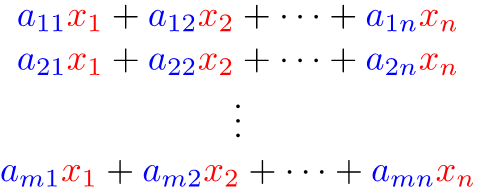 a₁₁x₁ + a₁₂x₂ + ⋯ + a₁ₙxₙ
a₂₁x₁ + a₂₂x₂ + ⋯ + a₂ₙxₙ
⋮
aₘ₁x₁ + aₘ₂x₂ + ⋯ + aₘₙxₙ